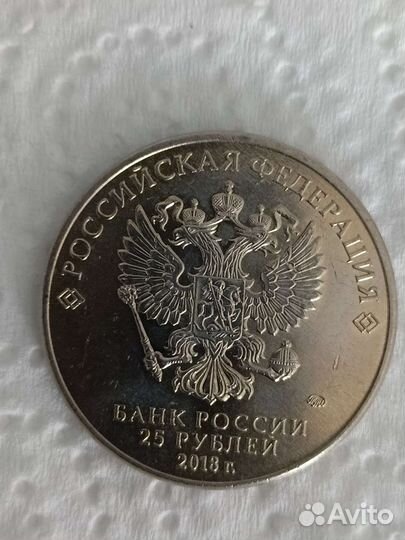 РОССИЙСКАЯ ФЕДЕРАЦИЯ
БАНК РОССИИ
25 РУБЛЕЙ
2018 г.
Avito